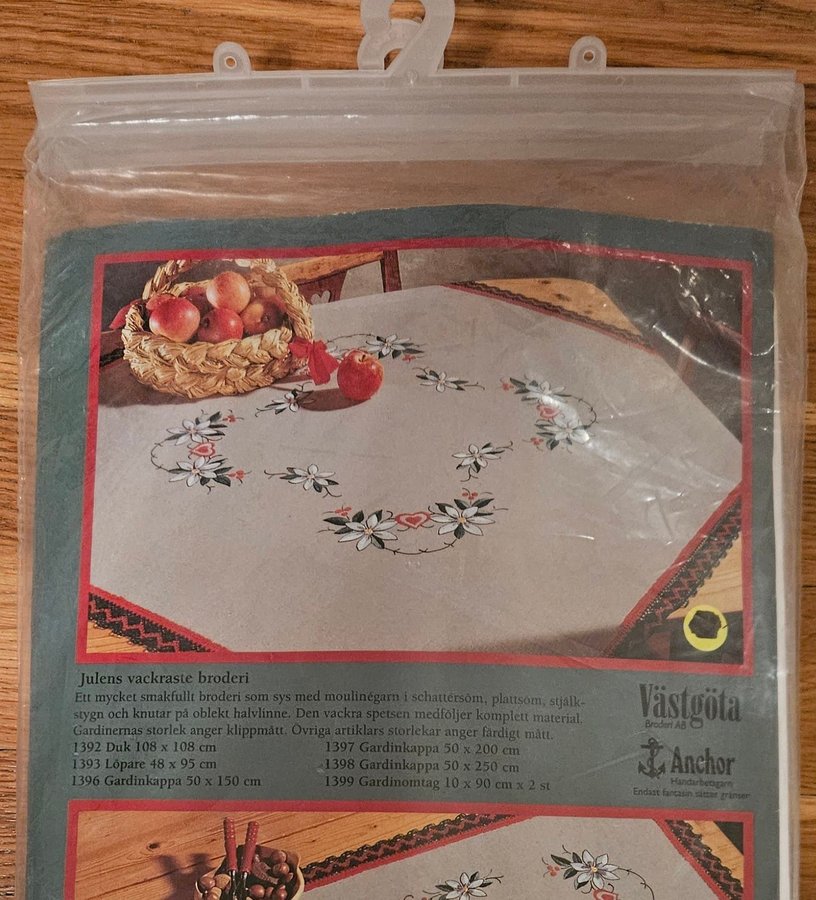 Julens vackraste broderi
Ett mycket smakfullt broderi som sys med moulinégarn i schattersöm, plattsöm, stjälk-
stygn och knutar på oblekt halvlinne. Den vackra spetsen medföljer komplett material.
Gardinernas storlek anger klippmått. Övriga artiklars storlekar anger färdigt mått.
1392 Duk 108 x 108 cm
1393 Löpare 48 x 95 cm
1396 Gardinkappa 50 x 150 cm
1397 Gardinkappa 50 x 200 cm
1398 Gardinkappa 50 x 250 cm
1399 Gardinomtag 10 x 90 cm x 2 st
Västgöta
Broderi AB
Anchor
Handarbetsgarn
Endast fantasin sätter gränser